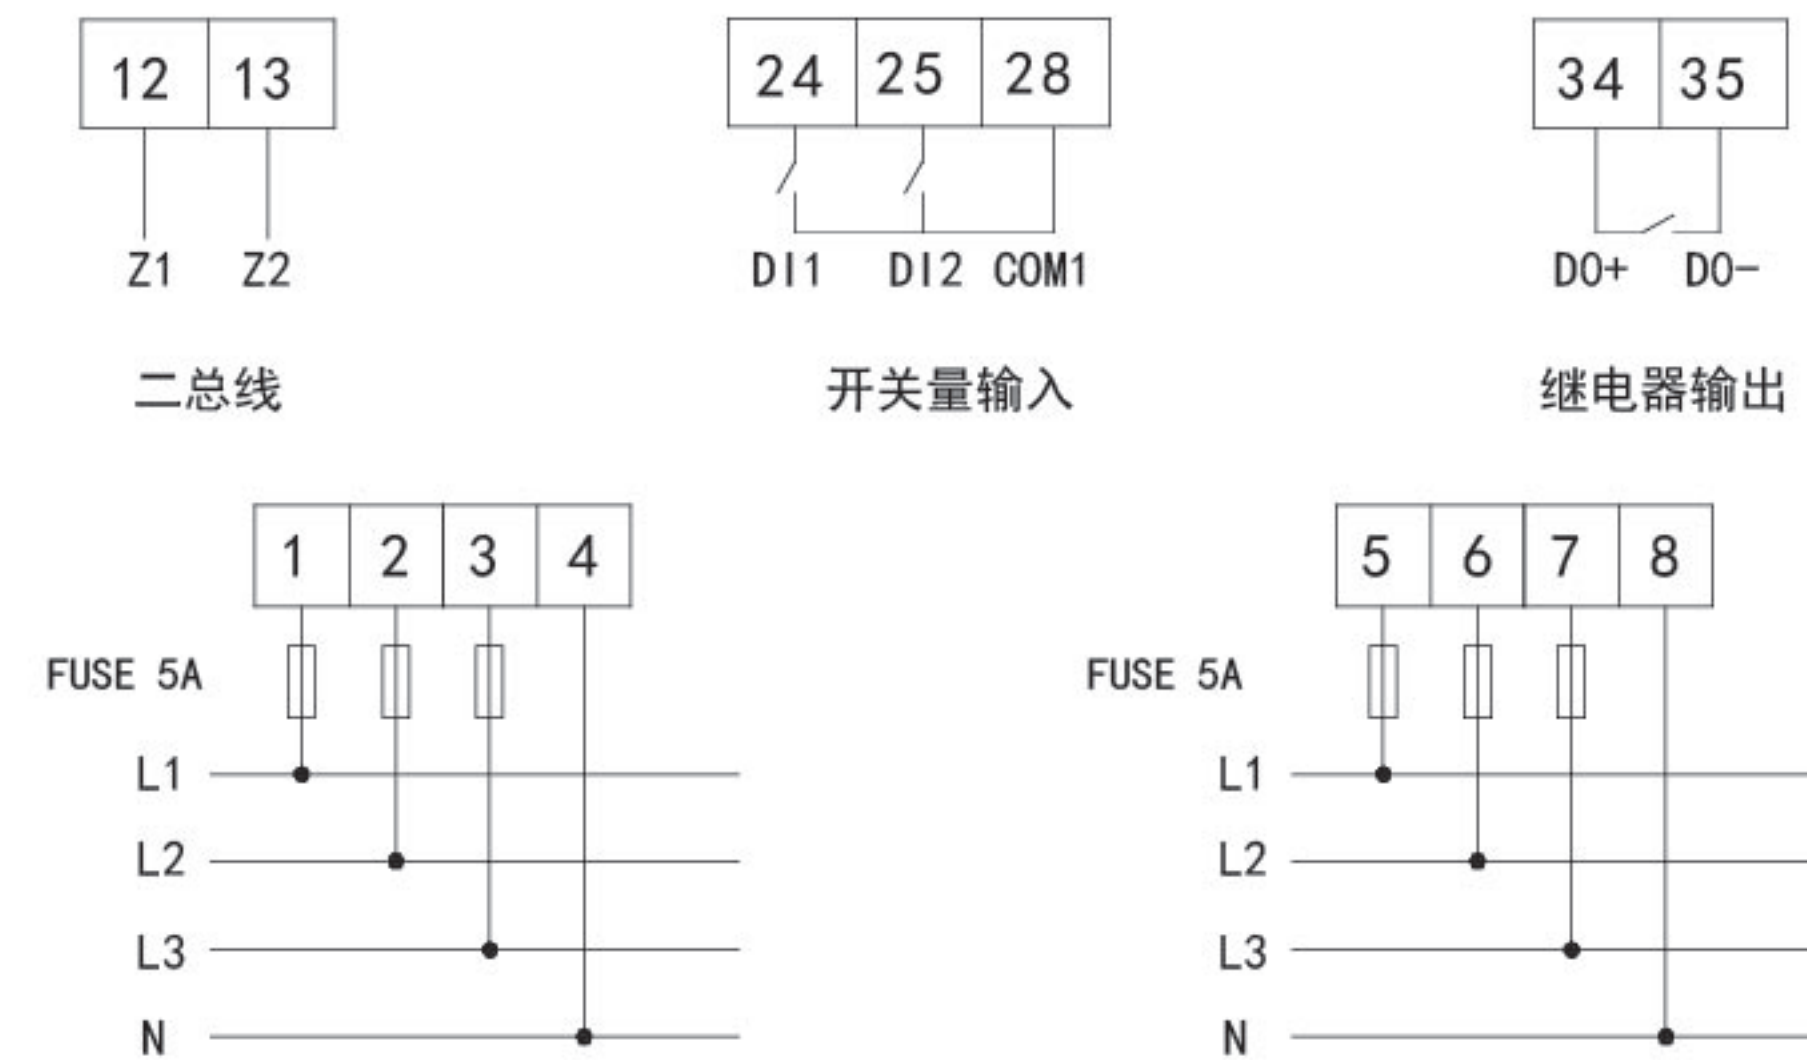 12 13 24 25 28 34 35
Z1 Z2 DI1 DI2 COM1 DO+ DO-
二总线 开关量输入 继电器输出
1 2 3 4 5 6 7 8
FUSE 5A FUSE 5A
L1 L1
L2 L2
L3 L3
N N